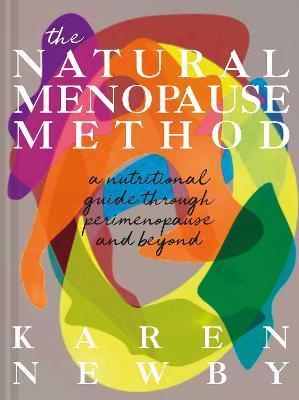 the
NATURAL
MENOPAUSE
METHOD
a nutritional
guide through
perimenopause
and beyond
KAREN
NEWBY